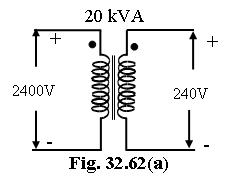 20 kVA
+ +
2400V 240V
- -
Fig. 32.62(a)